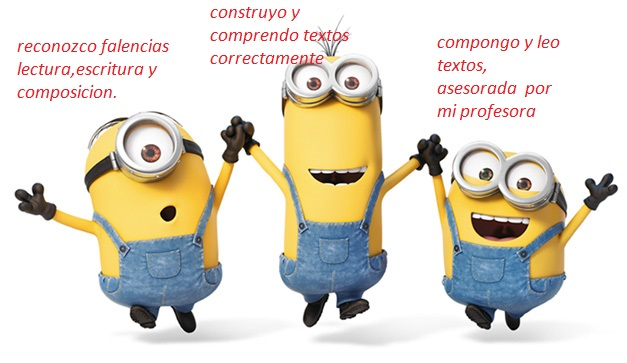 reconozco falencias
lectura,escritura y
composicion.
construyo y
comprendo textos
correctamente
compongo y leo
textos,
asesorada por
mi profesora